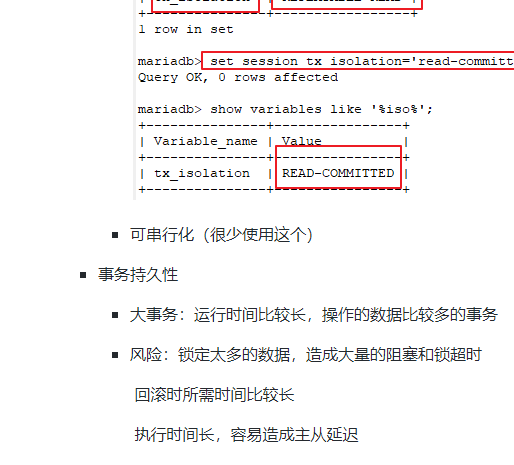 1 row in set
mariadb> set session tx_isolation='read-committ
Query OK, 0 rows affected
mariadb> show variables like '%iso%';
+---------------+----------------+
| Variable_name | Value          |
+---------------+----------------+
| tx_isolation  | READ-COMMITTED |
+---------------+----------------+
▪ 可串行化（很少使用这个）
▪ 事务持久性
▪ 大事务：运行时间比较长，操作的数据比较多的事务
▪ 风险：锁定太多的数据，造成大量的阻塞和锁超时
回滚时所需时间比较长
执行时间长，容易造成主从延迟